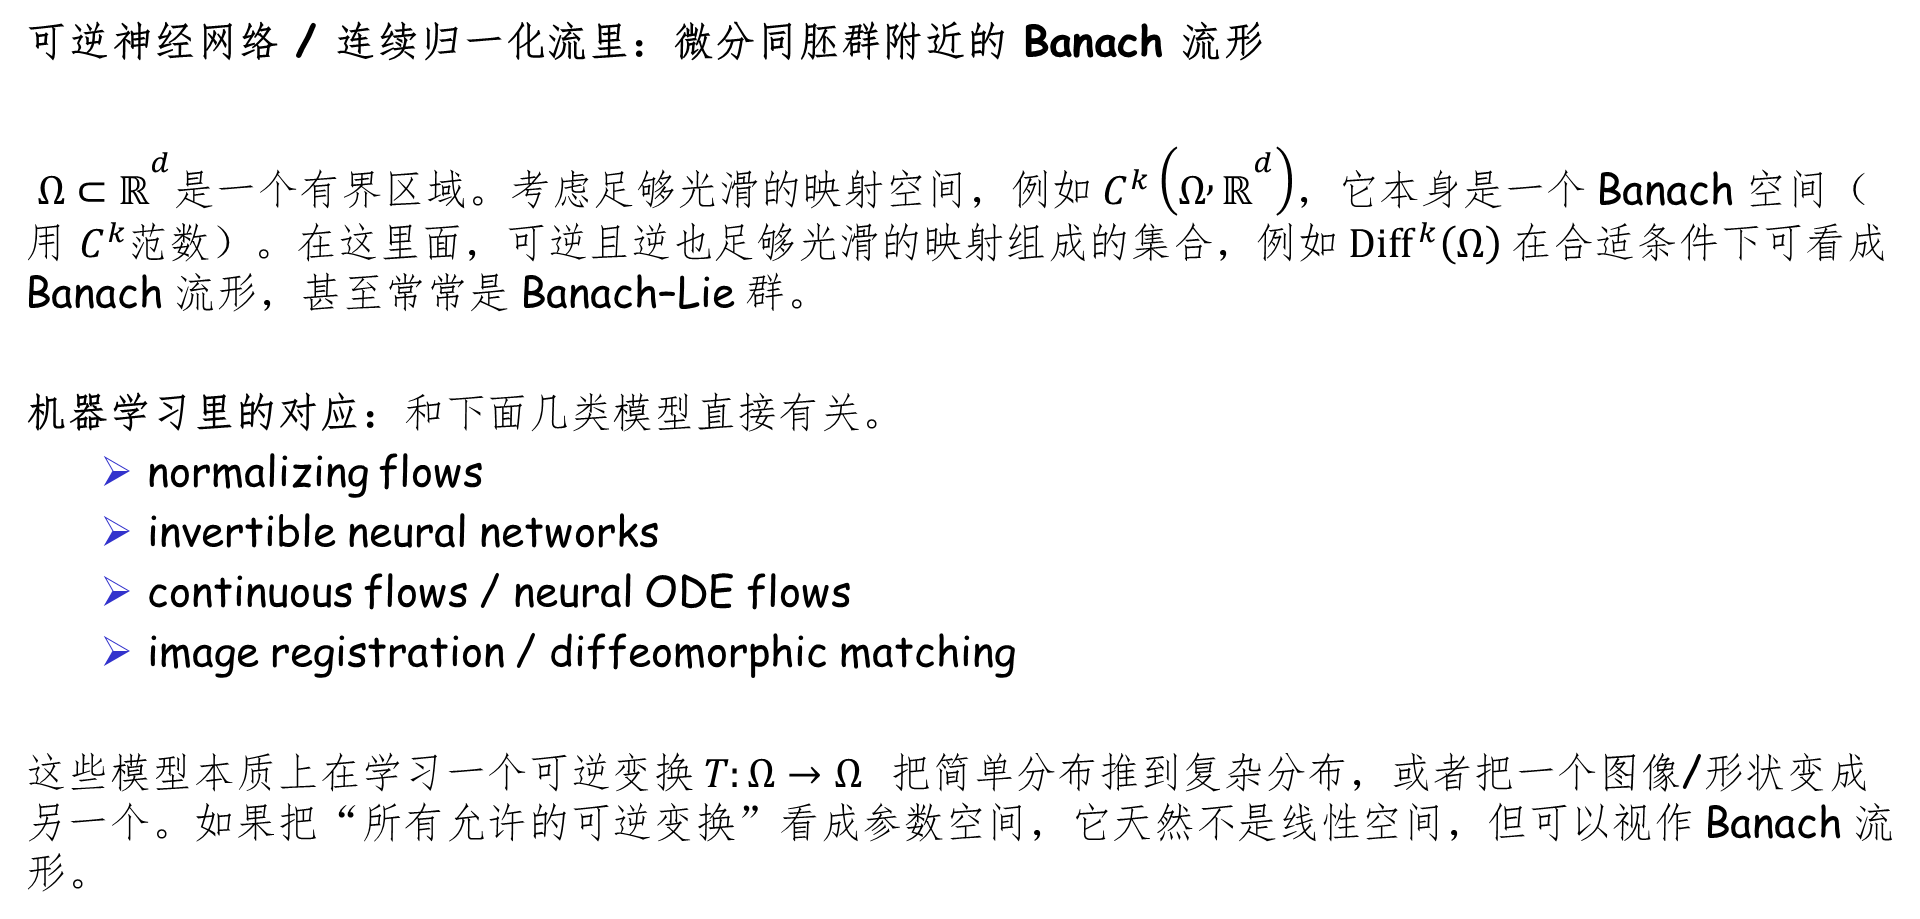 可逆神经网络 / 连续归一化流里：微分同胚群附近的 Banach 流形
Ω ⊂ ℝ^d 是一个有界区域。考虑足够光滑的映射空间，例如 C^k(Ω, ℝ^d)，它本身是一个 Banach 空间（
用 C^k范数）。在这里面，可逆且逆也足够光滑的映射组成的集合，例如 Diff^k(Ω) 在合适条件下可看成
Banach 流形，甚至常常是 Banach–Lie 群。
机器学习里的对应：和下面几类模型直接有关。
➢ normalizing flows
➢ invertible neural networks
➢ continuous flows / neural ODE flows
➢ image registration / diffeomorphic matching
这些模型本质上在学习一个可逆变换 T: Ω → Ω 把简单分布推到复杂分布，或者把一个图像/形状变成
另一个。如果把“所有允许的可逆变换”看成参数空间，它天然不是线性空间，但可以视作 Banach 流
形。